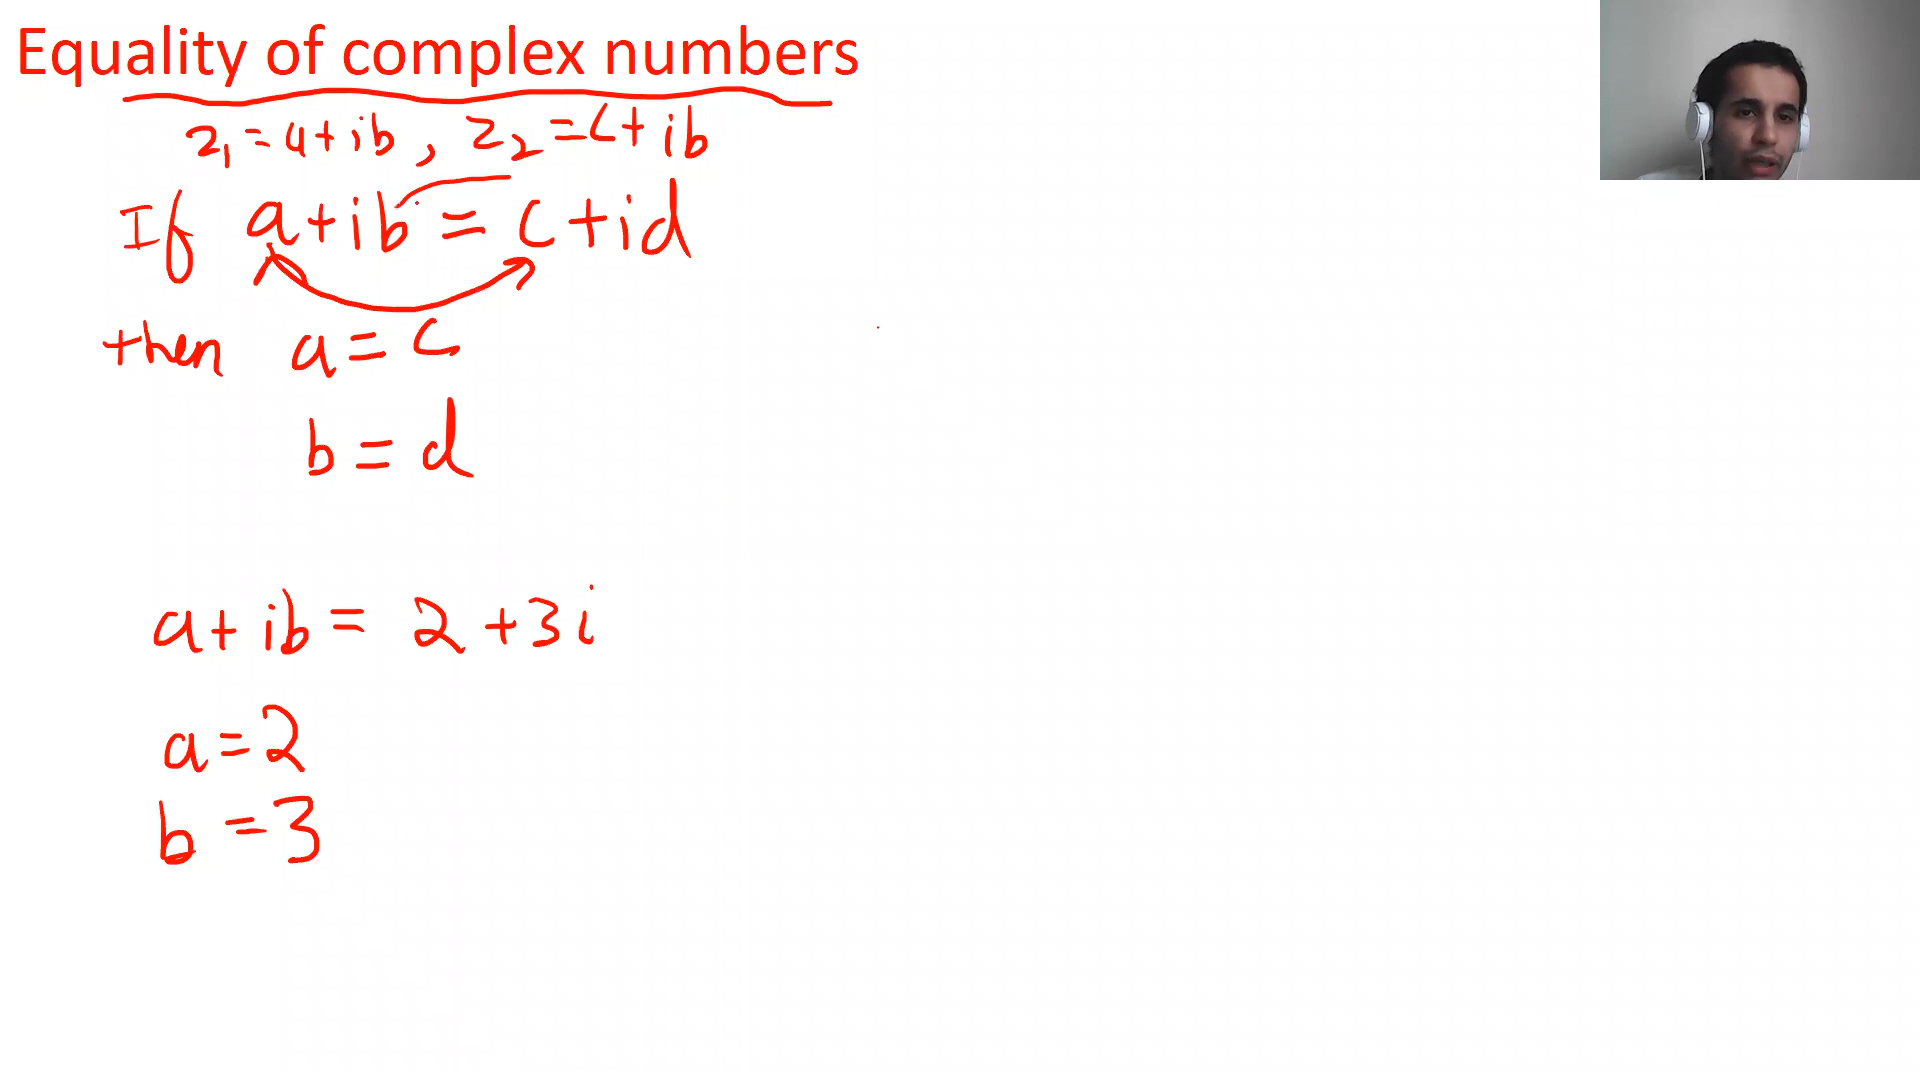 Equality of complex numbers
z₁ = a + ib , z₂ = c + ib
If a + ib = c + id
then a = c
b = d
a + ib = 2 + 3i
a = 2
b = 3